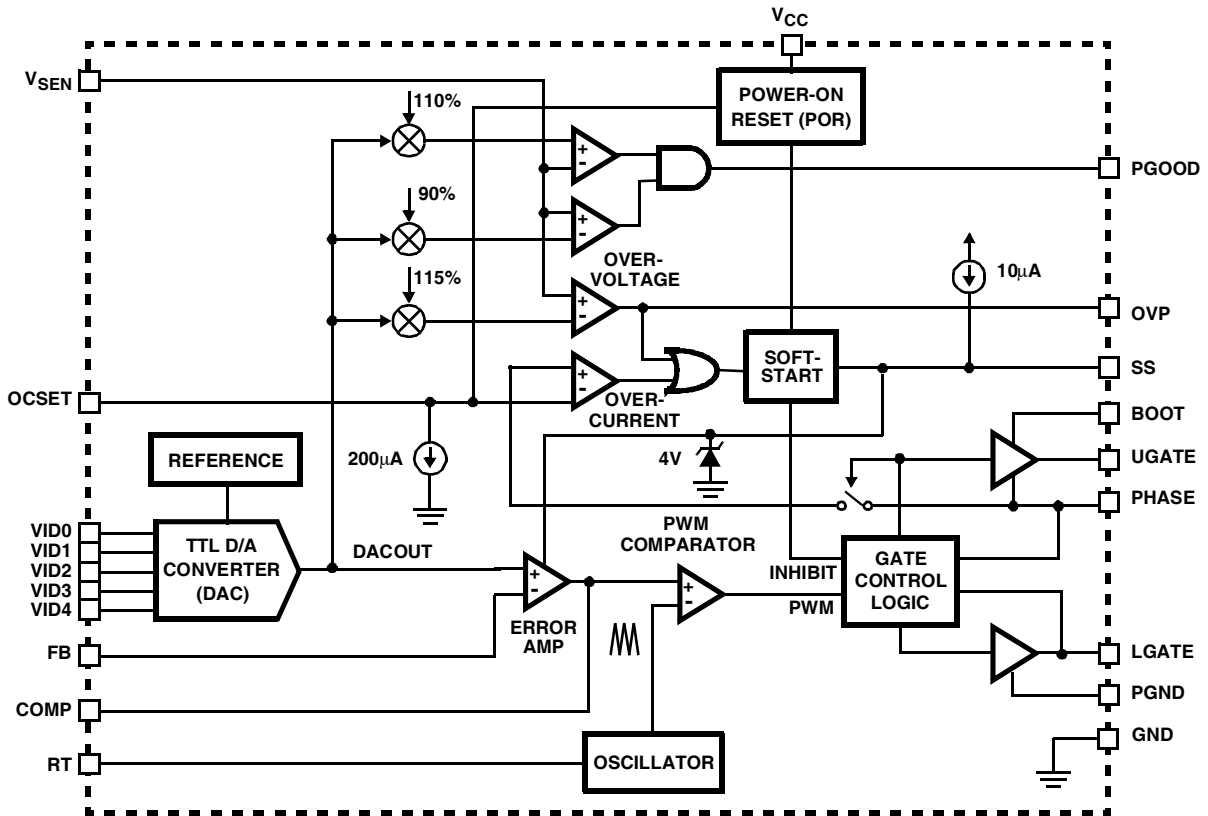 VCC
VSEN
110%
POWER-ON
RESET (POR)
+
-
PGOOD
90%
+
-
OVER-
VOLTAGE
115%
10µA
+
-
OVP
SOFT-
START
SS
+
-
OCSET
OVER-
CURRENT
BOOT
200µA
4V
REFERENCE
UGATE
PHASE
VID0
VID1
VID2
VID3
VID4
TTL D/A
CONVERTER
(DAC)
DACOUT
PWM
COMPARATOR
INHIBIT
PWM
GATE
CONTROL
LOGIC
+
-
+
-
ERROR
AMP
FB
LGATE
PGND
COMP
GND
RT
OSCILLATOR